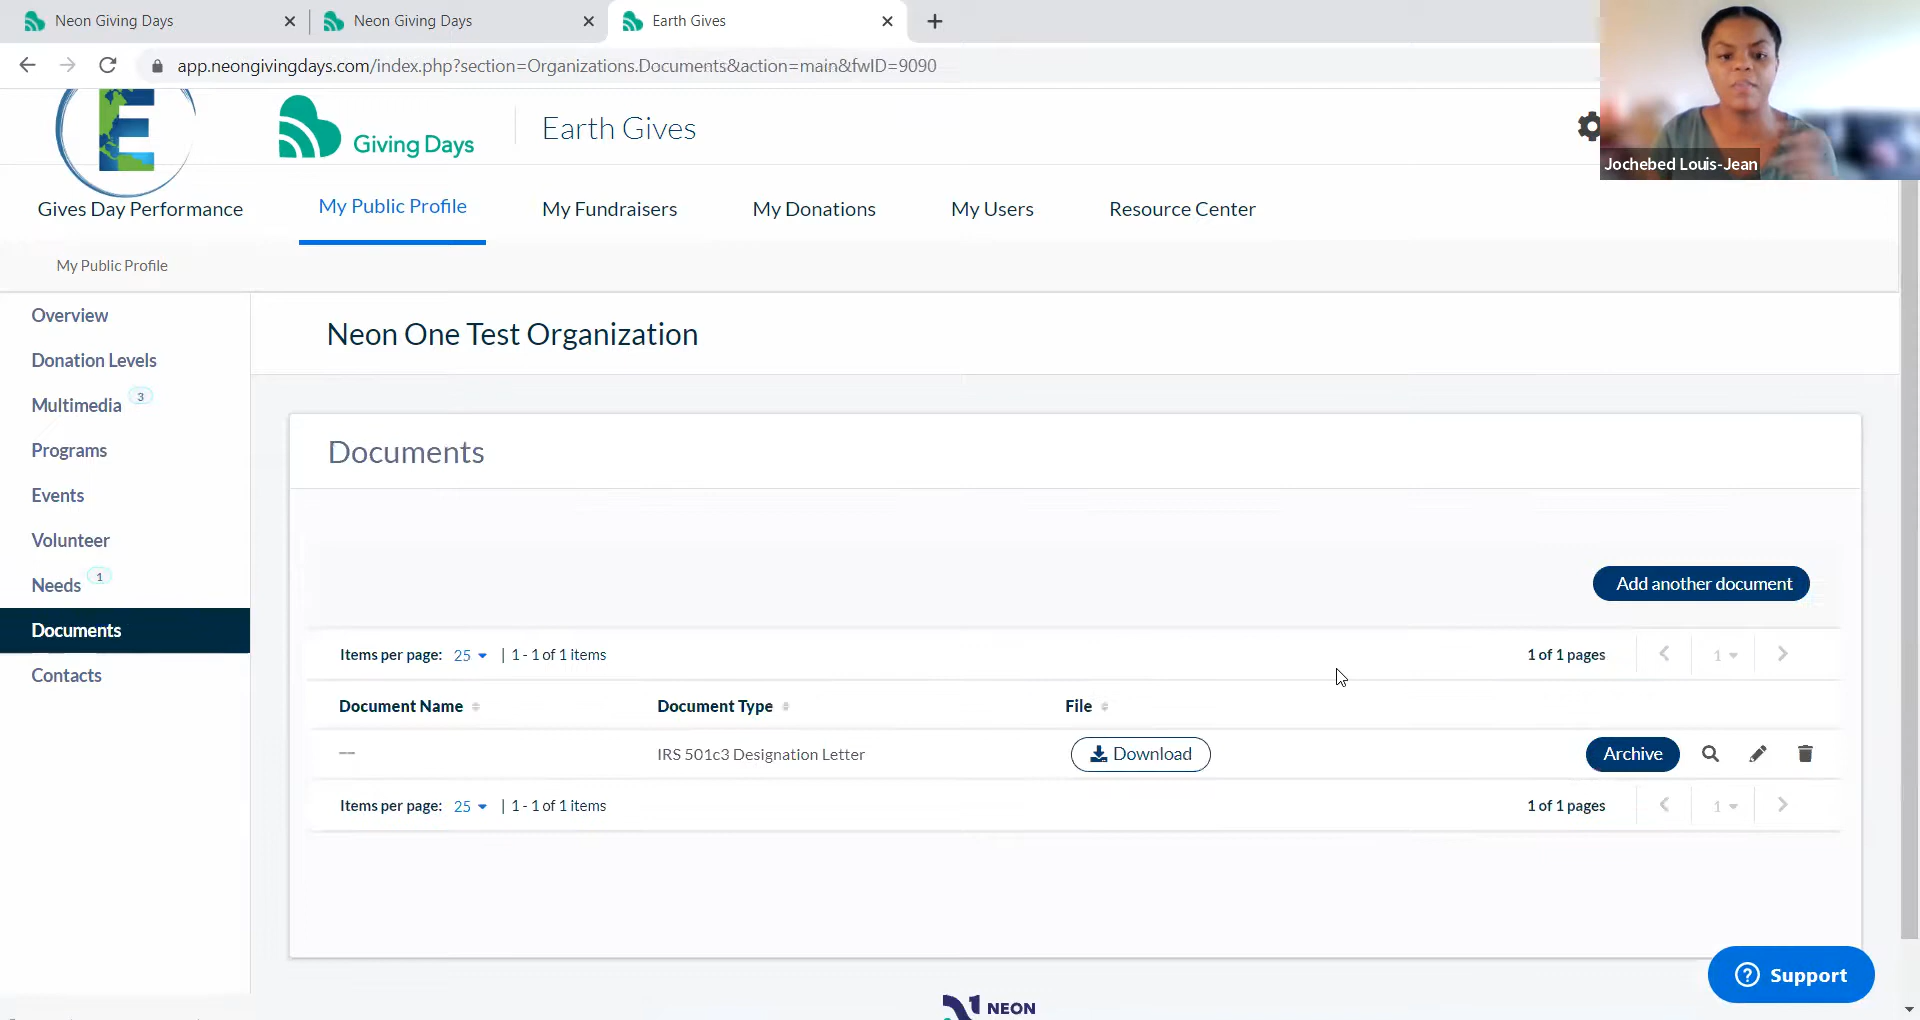 Neon Giving Days
Neon Giving Days
Earth Gives
app.neongivingdays.com/index.php?section=Organizations.Documents&action=main&fwID=9090
E
Giving Days
Earth Gives
Jochebed Louis-Jean
Gives Day Performance
My Public Profile
My Fundraisers
My Donations
My Users
Resource Center
My Public Profile
Overview
Donation Levels
Multimedia 3
Programs
Events
Volunteer
Needs 1
Documents
Contacts
Neon One Test Organization
Documents
Add another document
Items per page: 25 | 1 - 1 of 1 items
1 of 1 pages
1
Document Name
Document Type
File
—
IRS 501c3 Designation Letter
Download
Archive
Items per page: 25 | 1 - 1 of 1 items
1 of 1 pages
1
Support
NEON